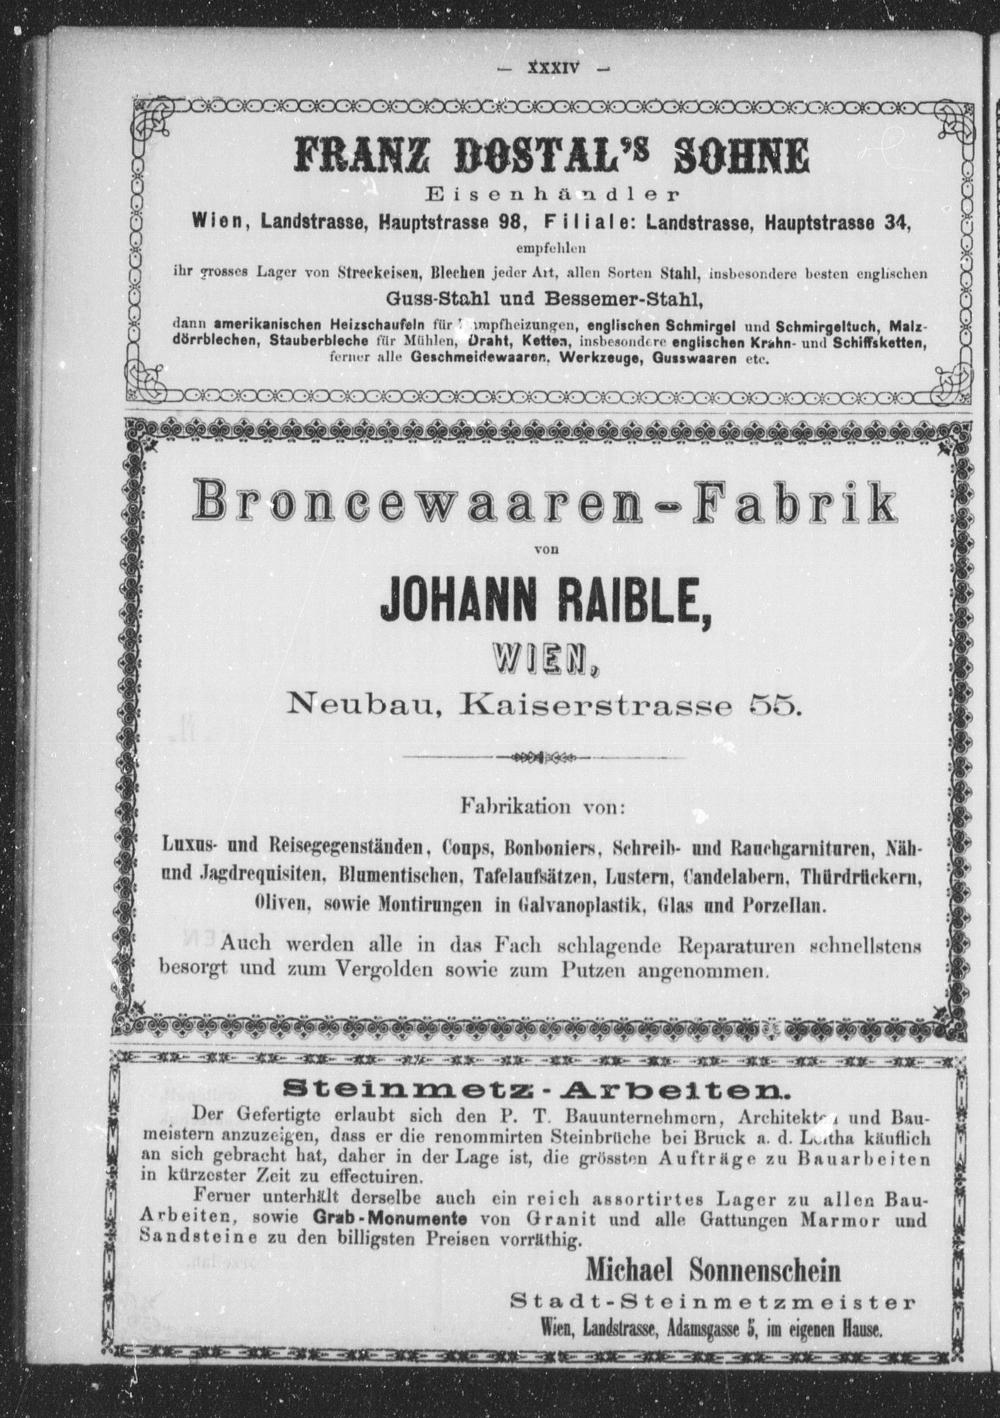 — XXXIV —
FRANZ DOSTAL'S SOHNE
Eisenhändler
Wien, Landstrasse, Hauptstrasse 98, Filiale: Landstrasse, Hauptstrasse 34,
empfehlen
ihr grosses Lager von Streckeisen, Blechen jeder Art, allen Sorten Stahl, insbesondere besten englischen
Guss-Stahl und Bessemer-Stahl,
dann amerikanischen Heizschaufeln für Dampfheizungen, englischen Schmirgel und Schmirgeltuch, Malz-
dörrblechen, Stauberbleche für Mühlen, Draht, Ketten, insbesondere englischen Krahn- und Schiffsketten,
ferner alle Geschmeidewaaren, Werkzeuge, Gusswaaren etc.
Broncewaaren-Fabrik
von
JOHANN RAIBLE,
WIEN,
Neubau, Kaiserstrasse 55.
Fabrikation von:
Luxus- und Reisegegenständen, Coups, Bonboniers, Schreib- und Rauchgarnituren, Näh-
und Jagdrequisiten, Blumentischen, Tafelaufsätzen, Lustern, Candelabern, Thürdrückern,
Oliven, sowie Montirungen in Galvanoplastik, Glas und Porzellan.
Auch werden alle in das Fach schlagende Reparaturen schnellstens
besorgt und zum Vergolden sowie zum Putzen angenommen.
Steinmetz-Arbeiten.
Der Gefertigte erlaubt sich den P. T. Bauunternehmern, Architekten und Bau-
meistern anzuzeigen, dass er die renommirten Steinbrüche bei Bruck a. d. Leitha käuflich
an sich gebracht hat, daher in der Lage ist, die grössten Aufträge zu Bauarbeiten
in kürzester Zeit zu effectuiren.
Ferner unterhält derselbe auch ein reich assortirtes Lager zu allen Bau-
Arbeiten, sowie Grab-Monumente von Granit und alle Gattungen Marmor und
Sandsteine zu den billigsten Preisen vorräthig.
Michael Sonnenschein
Stadt-Steinmetzmeister
Wien, Landstrasse, Adamsgasse 5, im eigenen Hause.